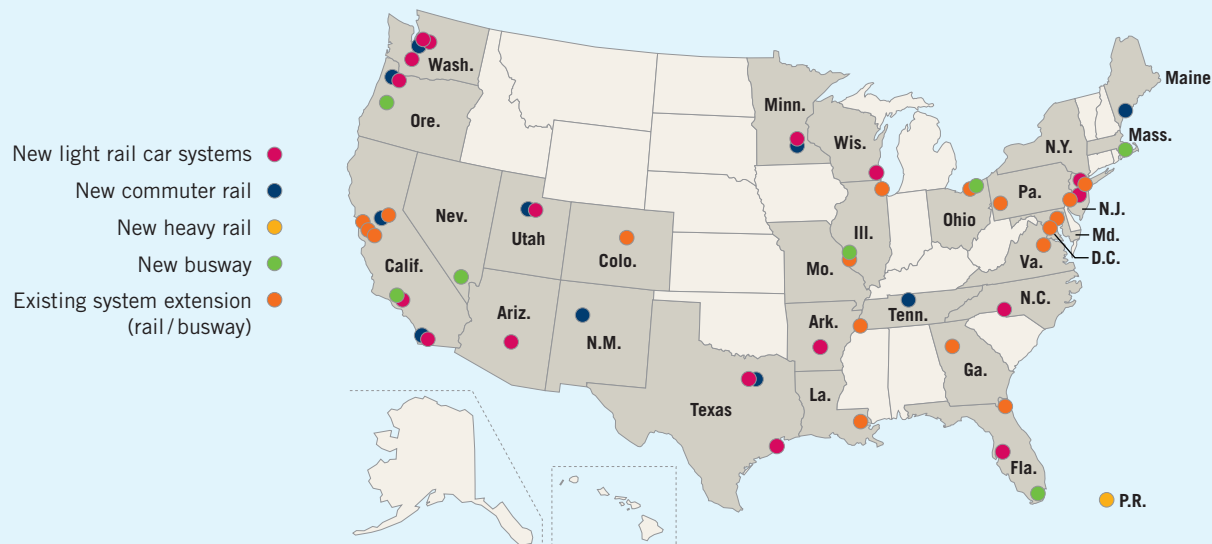 New light rail car systems
New commuter rail
New heavy rail
New busway
Existing system extension
(rail/busway)
Wash.
Ore.
Calif.
Nev.
Utah
Ariz.
Colo.
N.M.
Texas
Minn.
Wis.
Ill.
Mo.
Ark.
La.
Tenn.
Ohio
Pa.
N.Y.
Maine
Mass.
N.J.
Md.
D.C.
Va.
N.C.
Ga.
Fla.
P.R.